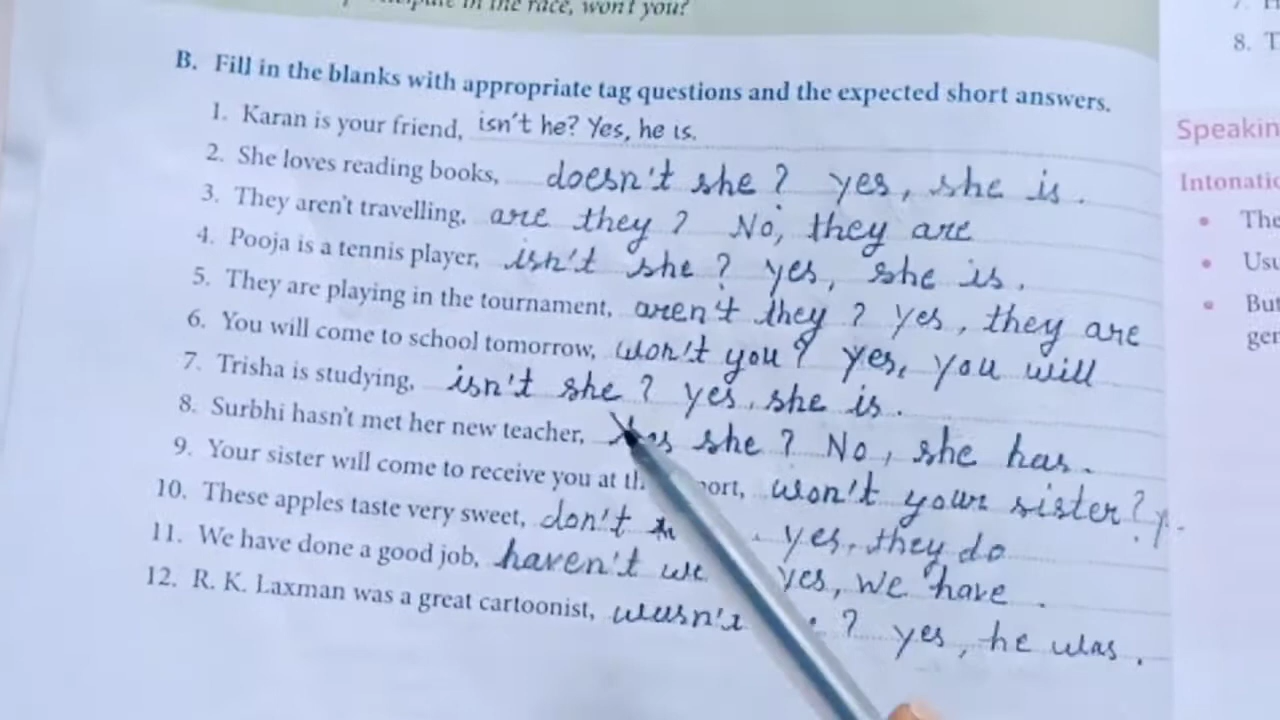 in the race, won't you?
B. Fill in the blanks with appropriate tag questions and the expected short answers.
1. Karan is your friend, isn't he? Yes, he is.
2. She loves reading books, doesn't she? yes, she is.
3. They aren't travelling, are they? No, they are
4. Pooja is a tennis player, isn't she? yes, she is.
5. They are playing in the tournament, aren't they? yes, they are
6. You will come to school tomorrow, won't you? yes, you will
7. Trisha is studying, isn't she? yes, she is.
8. Surbhi hasn't met her new teacher, she? No, she has.
9. Your sister will come to receive you at won't your sister?
10. These apples taste very sweet, don't yes, they do
11. We have done a good job, haven't we yes, we have.
12. R. K. Laxman was a great cartoonist, wasn't ? yes, he was.
8. T
Speakin
Intonatio
• The
• Usu
• But
ger